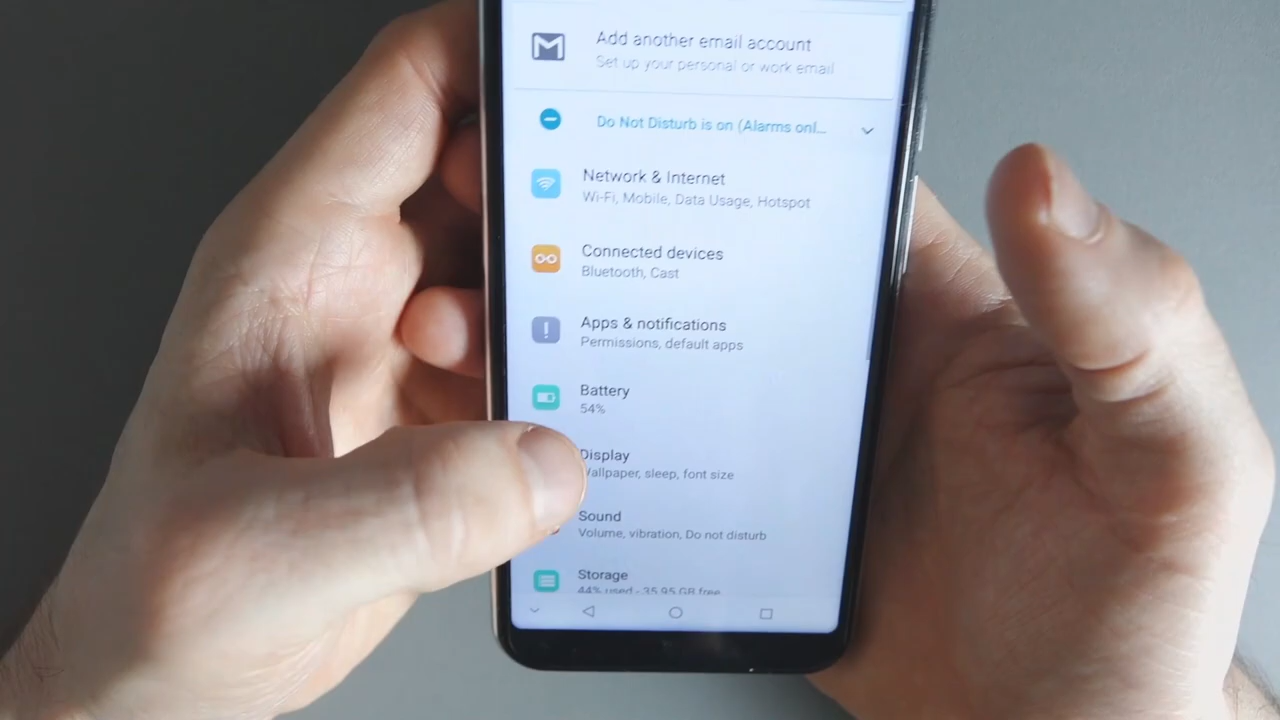 Add another email account
Set up your personal or work email
Do Not Disturb is on (Alarms onl...
Network & Internet
Wi-Fi, Mobile, Data Usage, Hotspot
Connected devices
Bluetooth, Cast
Apps & notifications
Permissions, default apps
Battery
54%
Display
Wallpaper, sleep, font size
Sound
Volume, vibration, Do not disturb
Storage
44% used - 35.95 GB free